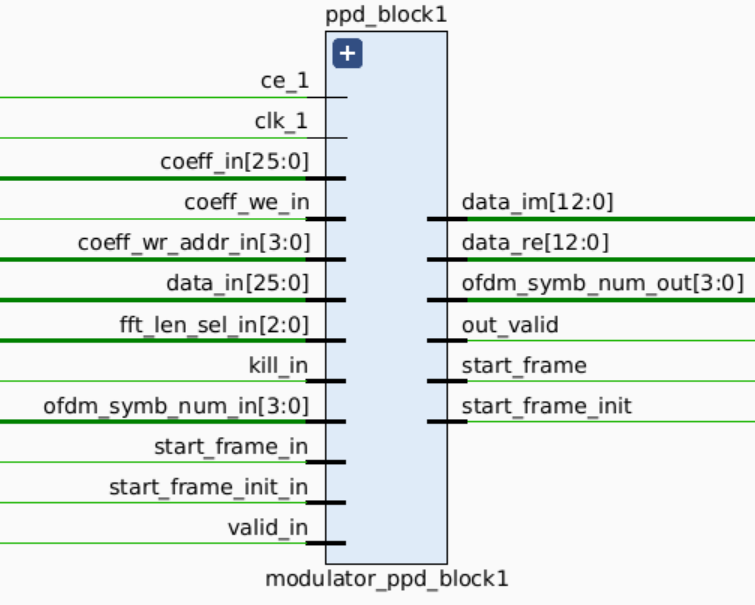 ppd_block1
+
ce_1
clk_1
coeff_in[25:0]
coeff_we_in
coeff_wr_addr_in[3:0]
data_in[25:0]
fft_len_sel_in[2:0]
kill_in
ofdm_symb_num_in[3:0]
start_frame_in
start_frame_init_in
valid_in
data_im[12:0]
data_re[12:0]
ofdm_symb_num_out[3:0]
out_valid
start_frame
start_frame_init
modulator_ppd_block1